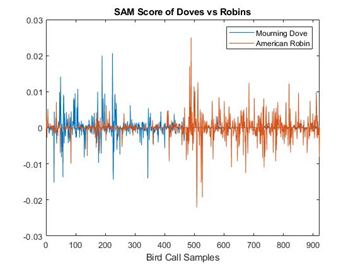 SAM Score of Doves vs Robins
0.03
Mourning Dove
American Robin
0.02
0.01
0
-0.01
-0.02
-0.03
0 100 200 300 400 500 600 700 800 900
Bird Call Samples